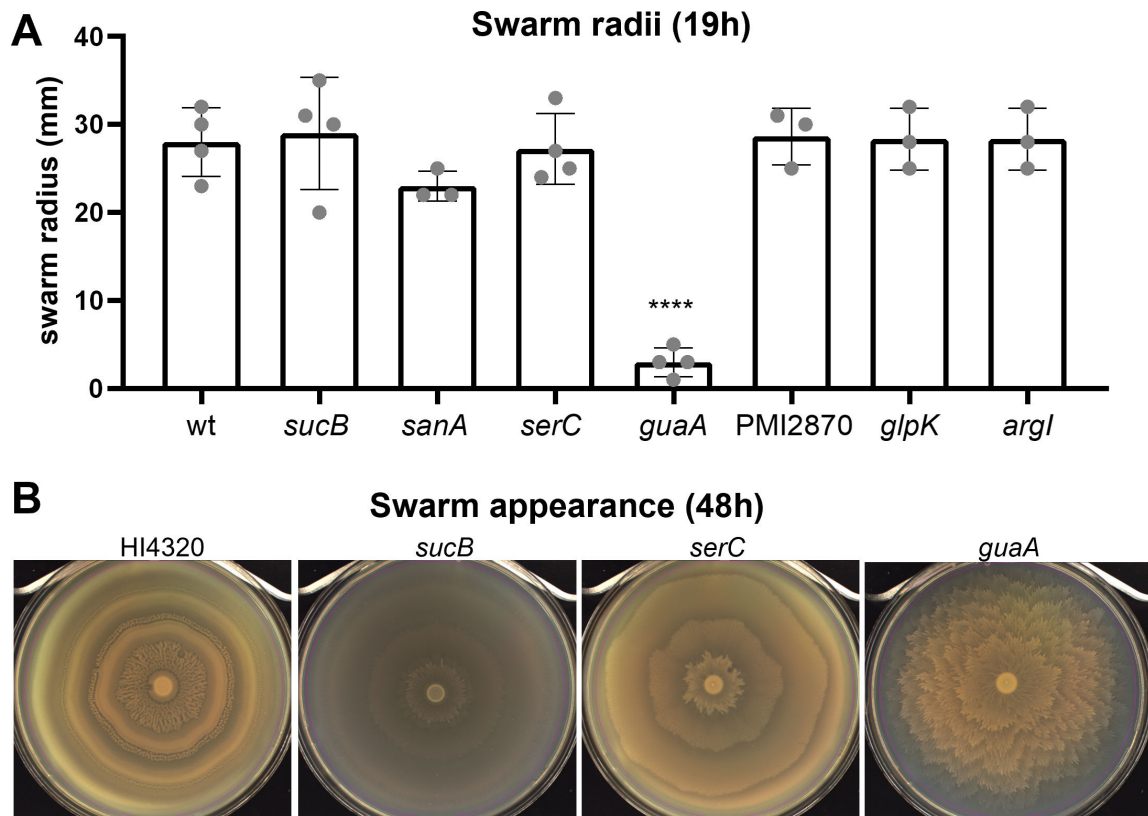 A
Swarm radii (19h)
swarm radius (mm)
40
30
20
10
0
****
wt sucB sanA serC guaA PMI2870 glpK argI
B
Swarm appearance (48h)
HI4320 sucB serC guaA